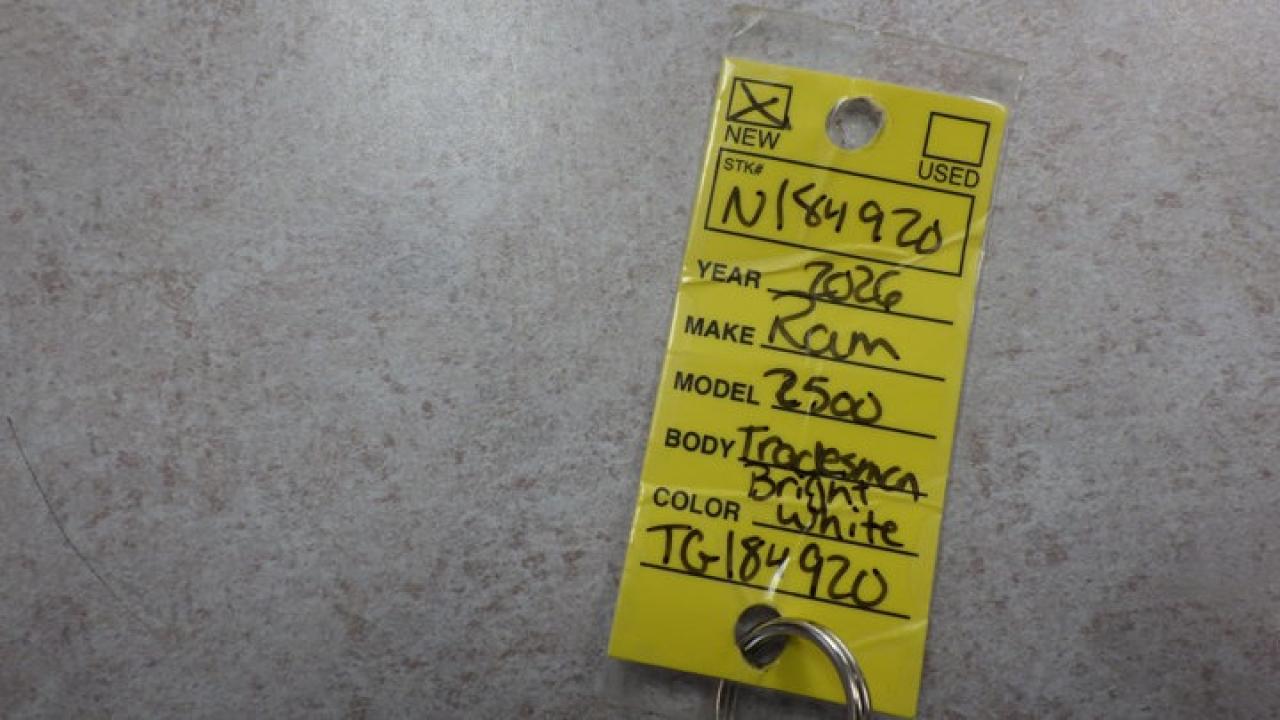 NEW USED
STK#
N184920
YEAR 2026
MAKE Ram
MODEL 2500
BODY Tradesman
COLOR Bright
White
TG184920